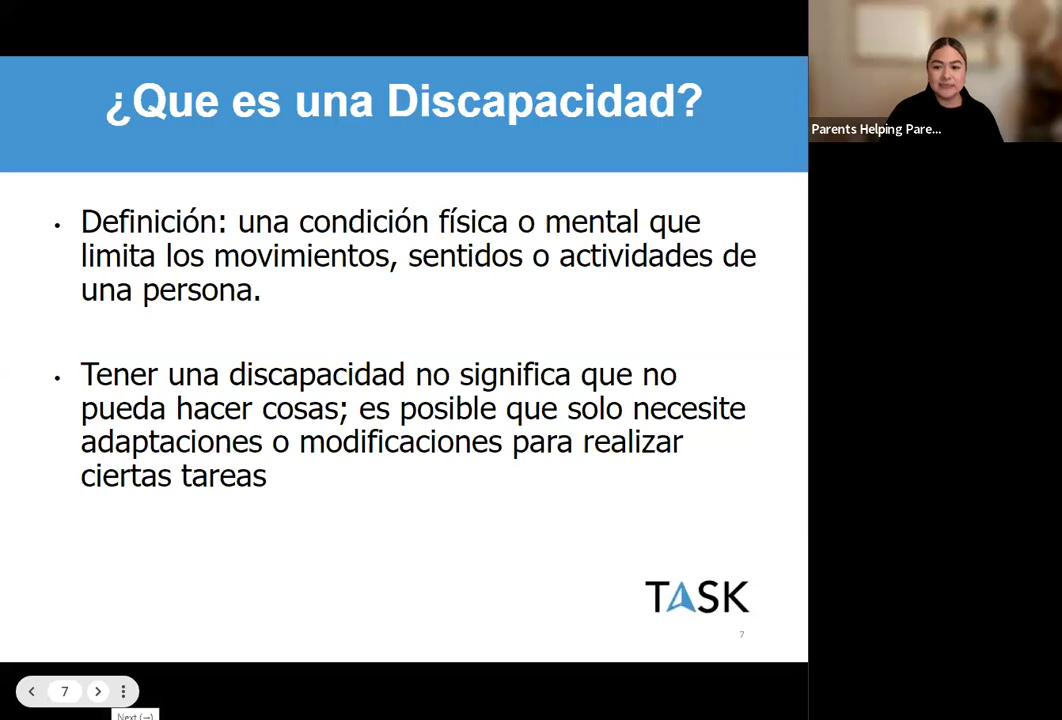 ¿Que es una Discapacidad?
Parents Helping Pare...
• Definición: una condición física o mental que
limita los movimientos, sentidos o actividades de
una persona.
• Tener una discapacidad no significa que no
pueda hacer cosas; es posible que solo necesite
adaptaciones o modificaciones para realizar
ciertas tareas
TASK
7
7
Next (→)